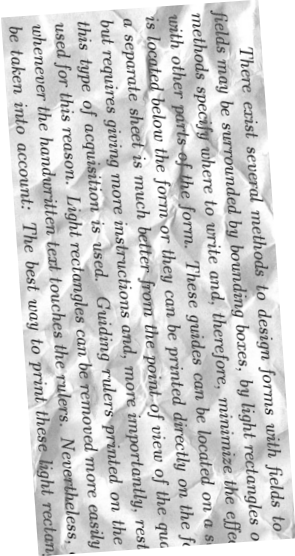 There exist several methods to design forms with fields to
fields may be surrounded by bounding boxes, by light rectangles o
methods specify where to write and, therefore, minimize the effec
with other parts of the form. These guides can be located on a s
is located below the form or they can be printed directly on the fo
a separate sheet is much better from the point of view of the qua
but requires giving more instructions and, more importantly, rest
this type of acquisition is used. Guiding rulers printed on the
used for this reason. Light rectangles can be removed more easily
whenever the handwritten text touches the rulers. Nevertheless,
be taken into account: The best way to print these light rectang